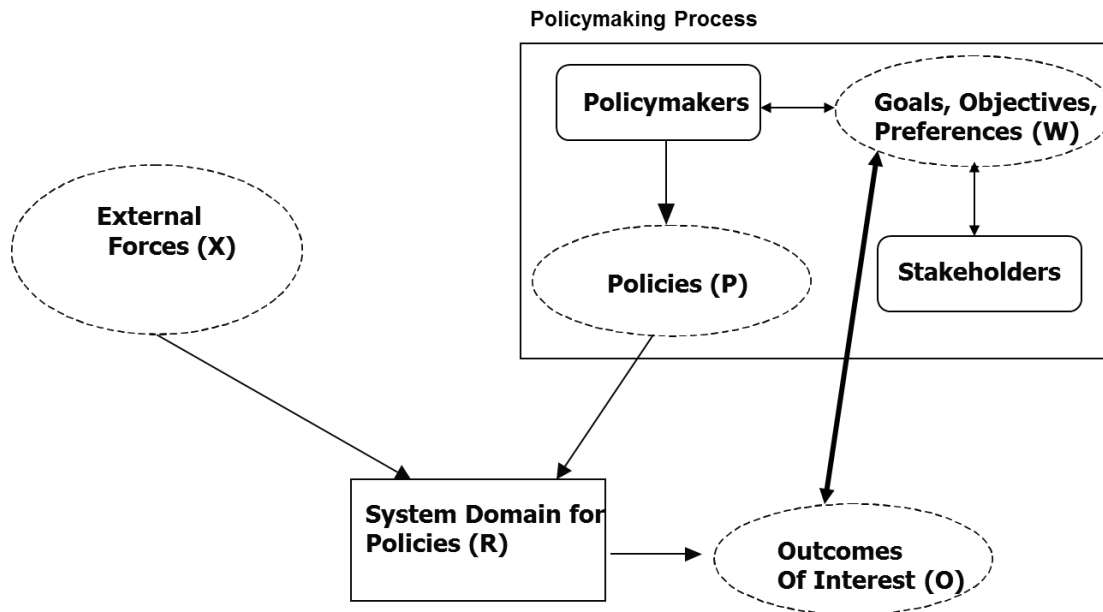 Policymaking Process
Policymakers
Goals, Objectives,
Preferences (W)
External
Forces (X)
Policies (P)
Stakeholders
System Domain for
Policies (R)
Outcomes
Of Interest (O)